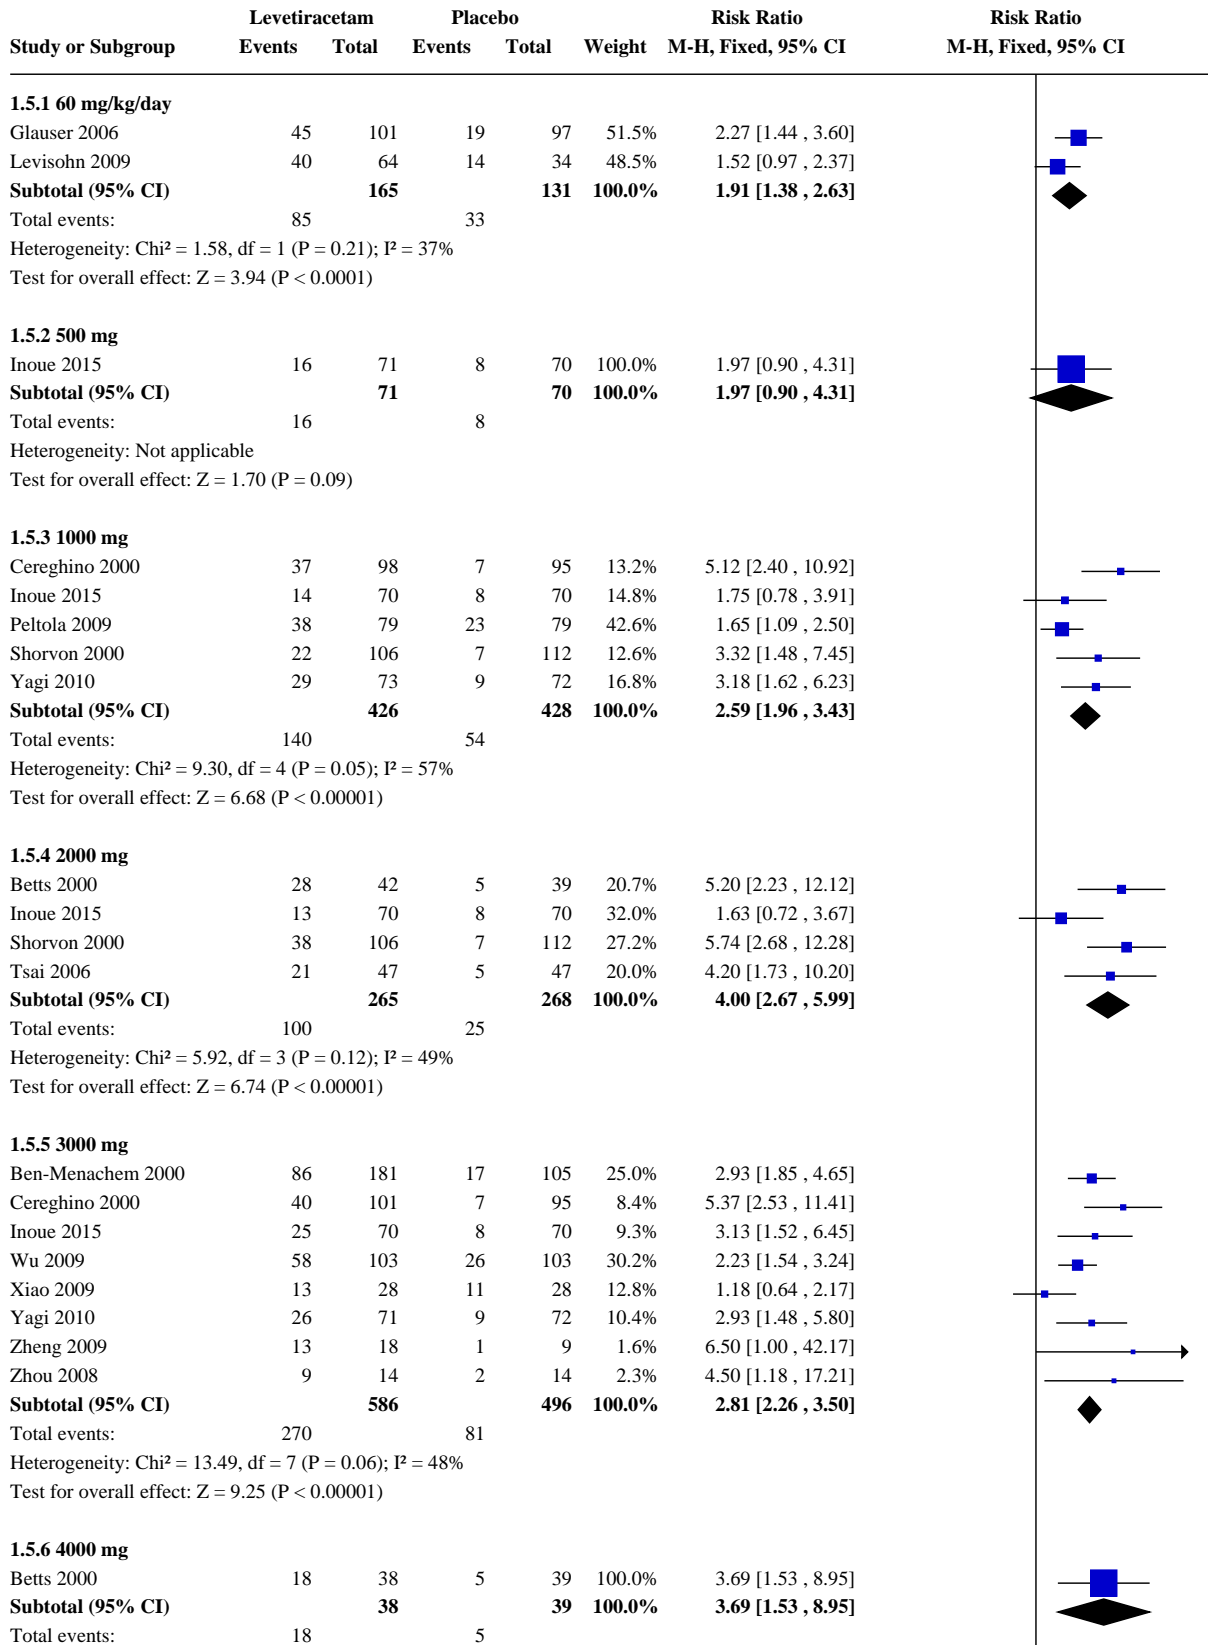 Levetiracetam Placebo Risk Ratio Risk Ratio
Study or Subgroup Events Total Events Total Weight M-H, Fixed, 95% CI M-H, Fixed, 95% CI
1.5.1 60 mg/kg/day
Glauser 2006 45 101 19 97 51.5% 2.27 [1.44 , 3.60]
Levisohn 2009 40 64 14 34 48.5% 1.52 [0.97 , 2.37]
Subtotal (95% CI) 165 131 100.0% 1.91 [1.38 , 2.63]
Total events: 85 33
Heterogeneity: Chi² = 1.58, df = 1 (P = 0.21); I² = 37%
Test for overall effect: Z = 3.94 (P < 0.0001)
1.5.2 500 mg
Inoue 2015 16 71 8 70 100.0% 1.97 [0.90 , 4.31]
Subtotal (95% CI) 71 70 100.0% 1.97 [0.90 , 4.31]
Total events: 16 8
Heterogeneity: Not applicable
Test for overall effect: Z = 1.70 (P = 0.09)
1.5.3 1000 mg
Cereghino 2000 37 98 7 95 13.2% 5.12 [2.40 , 10.92]
Inoue 2015 14 70 8 70 14.8% 1.75 [0.78 , 3.91]
Peltola 2009 38 79 23 79 42.6% 1.65 [1.09 , 2.50]
Shorvon 2000 22 106 7 112 12.6% 3.32 [1.48 , 7.45]
Yagi 2010 29 73 9 72 16.8% 3.18 [1.62 , 6.23]
Subtotal (95% CI) 426 428 100.0% 2.59 [1.96 , 3.43]
Total events: 140 54
Heterogeneity: Chi² = 9.30, df = 4 (P = 0.05); I² = 57%
Test for overall effect: Z = 6.68 (P < 0.00001)
1.5.4 2000 mg
Betts 2000 28 42 5 39 20.7% 5.20 [2.23 , 12.12]
Inoue 2015 13 70 8 70 32.0% 1.63 [0.72 , 3.67]
Shorvon 2000 38 106 7 112 27.2% 5.74 [2.68 , 12.28]
Tsai 2006 21 47 5 47 20.0% 4.20 [1.73 , 10.20]
Subtotal (95% CI) 265 268 100.0% 4.00 [2.67 , 5.99]
Total events: 100 25
Heterogeneity: Chi² = 5.92, df = 3 (P = 0.12); I² = 49%
Test for overall effect: Z = 6.74 (P < 0.00001)
1.5.5 3000 mg
Ben-Menachem 2000 86 181 17 105 25.0% 2.93 [1.85 , 4.65]
Cereghino 2000 40 101 7 95 8.4% 5.37 [2.53 , 11.41]
Inoue 2015 25 70 8 70 9.3% 3.13 [1.52 , 6.45]
Wu 2009 58 103 26 103 30.2% 2.23 [1.54 , 3.24]
Xiao 2009 13 28 11 28 12.8% 1.18 [0.64 , 2.17]
Yagi 2010 26 71 9 72 10.4% 2.93 [1.48 , 5.80]
Zheng 2009 13 18 1 9 1.6% 6.50 [1.00 , 42.17]
Zhou 2008 9 14 2 14 2.3% 4.50 [1.18 , 17.21]
Subtotal (95% CI) 586 496 100.0% 2.81 [2.26 , 3.50]
Total events: 270 81
Heterogeneity: Chi² = 13.49, df = 7 (P = 0.06); I² = 48%
Test for overall effect: Z = 9.25 (P < 0.00001)
1.5.6 4000 mg
Betts 2000 18 38 5 39 100.0% 3.69 [1.53 , 8.95]
Subtotal (95% CI) 38 39 100.0% 3.69 [1.53 , 8.95]
Total events: 18 5